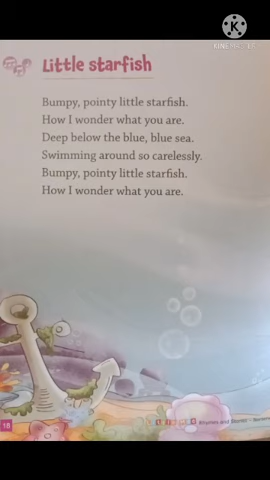 KINEMASTER
Little starfish
Bumpy, pointy little starfish.
How I wonder what you are.
Deep below the blue, blue sea.
Swimming around so carelessly.
Bumpy, pointy little starfish.
How I wonder what you are.
18
Rhymes and Stories